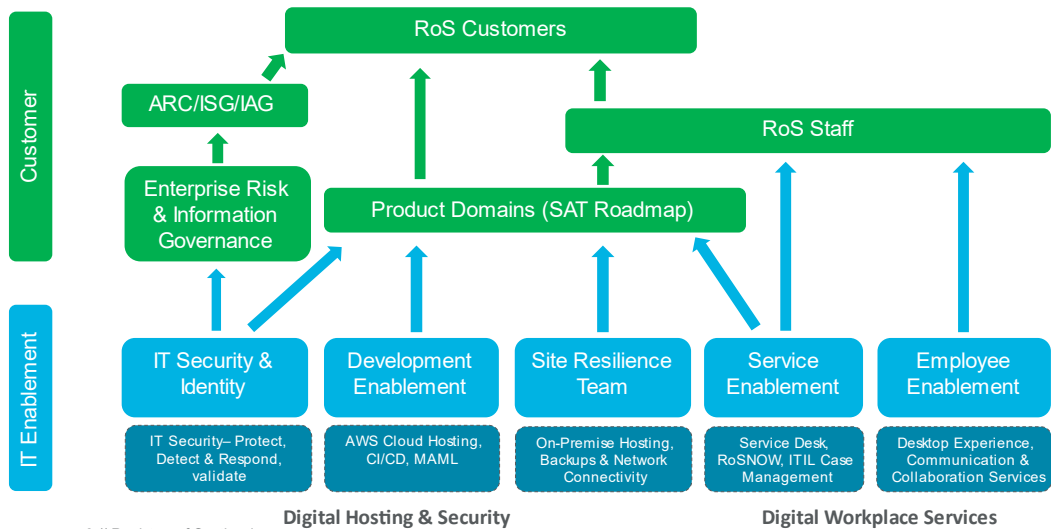 Customer
RoS Customers
ARC/ISG/IAG
RoS Staff
Enterprise Risk
& Information
Governance
Product Domains (SAT Roadmap)
IT Enablement
IT Security &
Identity
Development
Enablement
Site Resilience
Team
Service
Enablement
Employee
Enablement
IT Security– Protect,
Detect & Respond,
validate
AWS Cloud Hosting,
CI/CD, MAML
On-Premise Hosting,
Backups & Network
Connectivity
Service Desk,
RoSNOW, ITIL Case
Management
Desktop Experience,
Communication &
Collaboration Services
Digital Hosting & Security
Digital Workplace Services